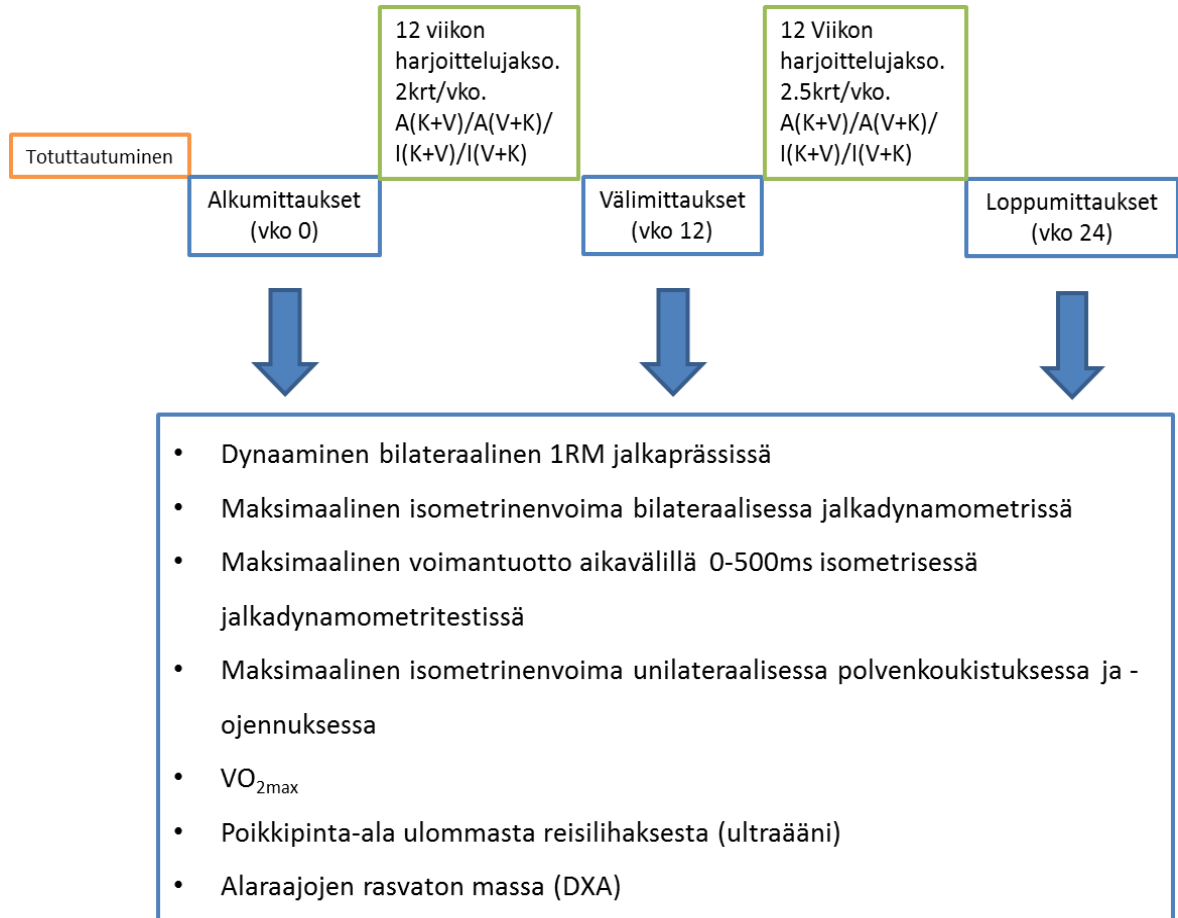 Totuttautuminen
Alkumittaukset
(vko 0)
12 viikon
harjoittelujakso.
2krt/vko.
A(K+V)/A(V+K)/
I(K+V)/I(V+K)
Välimittaukset
(vko 12)
12 Viikon
harjoittelujakso.
2.5krt/vko.
A(K+V)/A(V+K)/
I(K+V)/I(V+K)
Loppumittaukset
(vko 24)
• Dynaaminen bilateraalinen 1RM jalkaprässissä
• Maksimaalinen isometrinenvoima bilateraalisessa jalkadynamometrissä
• Maksimaalinen voimantuotto aikavälillä 0-500ms isometrisessä
jalkadynamometritestissä
• Maksimaalinen isometrinenvoima unilateraalisessa polvenkoukistuksessa ja -
ojennuksessa
• VO2max
• Poikkipinta-ala ulommasta reisilihaksesta (ultraääni)
• Alaraajojen rasvaton massa (DXA)